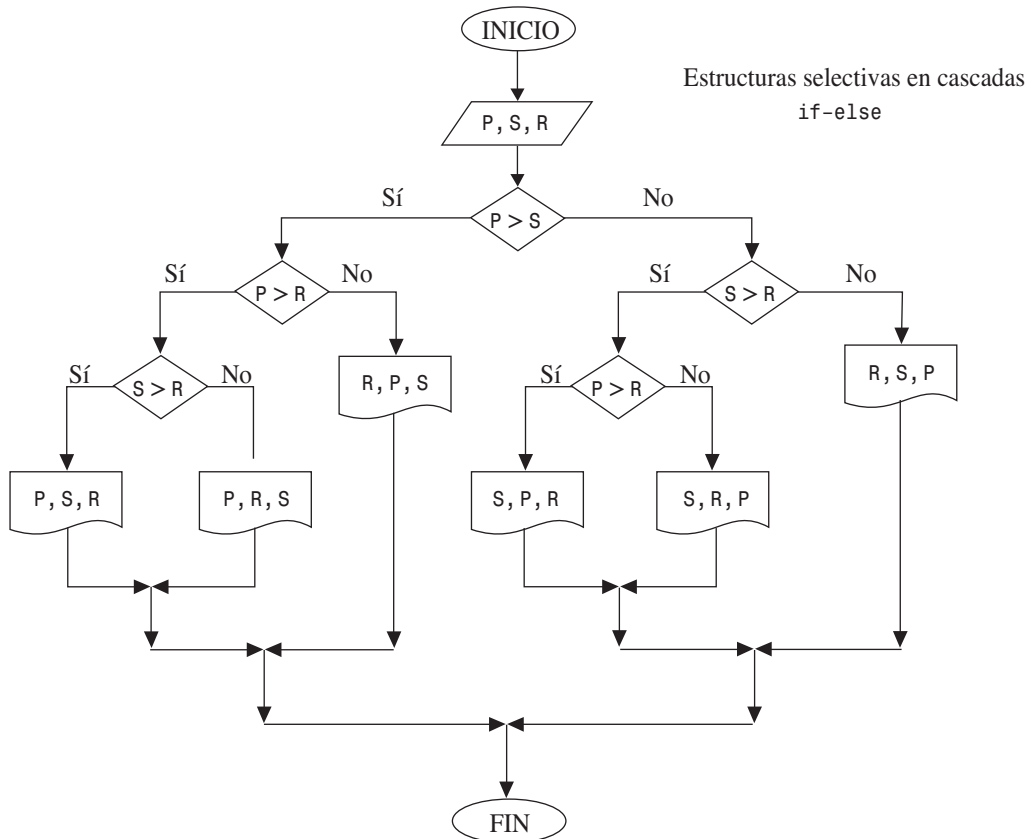 INICIO
Estructuras selectivas en cascadas
if-else
P, S, R
Sí
P > S
No
Sí
P > R
No
Sí
S > R
No
Sí
S > R
No
R, P, S
Sí
P > R
No
R, S, P
P, S, R
P, R, S
S, P, R
S, R, P
FIN